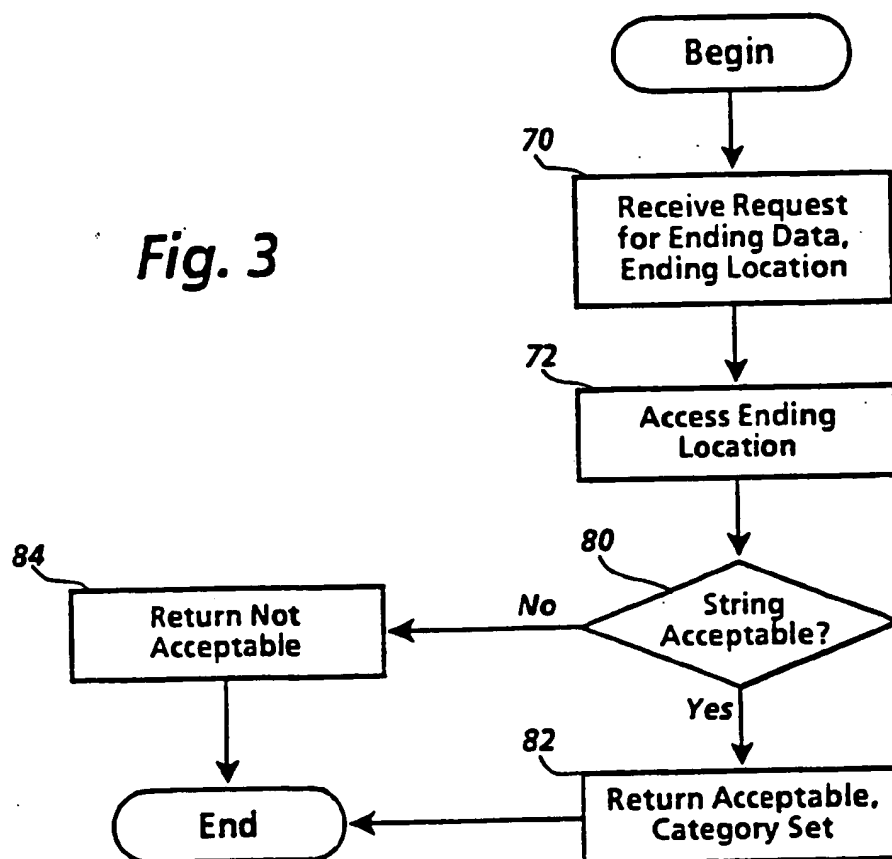 Begin
70
Receive Request
for Ending Data,
Ending Location
Fig. 3
72
Access Ending
Location
80
String
Acceptable?
No
84
Return Not
Acceptable
Yes
82
Return Acceptable,
Category Set
End